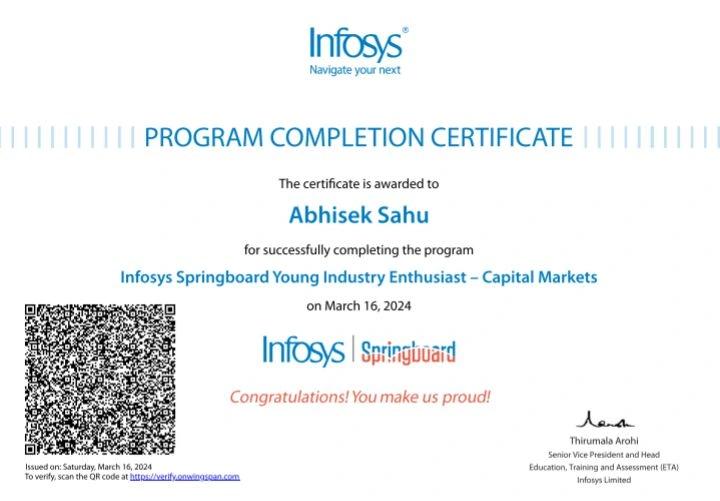 Infosys®
Navigate your next
PROGRAM COMPLETION CERTIFICATE
The certificate is awarded to
Abhisek Sahu
for successfully completing the program
Infosys Springboard Young Industry Enthusiast – Capital Markets
on March 16, 2024
Infosys | Springboard
Congratulations! You make us proud!
Issued on: Saturday, March 16, 2024
To verify, scan the QR code at https://verify.onwingspan.com
Thirumala Arohi
Senior Vice President and Head
Education, Training and Assessment (ETA)
Infosys Limited